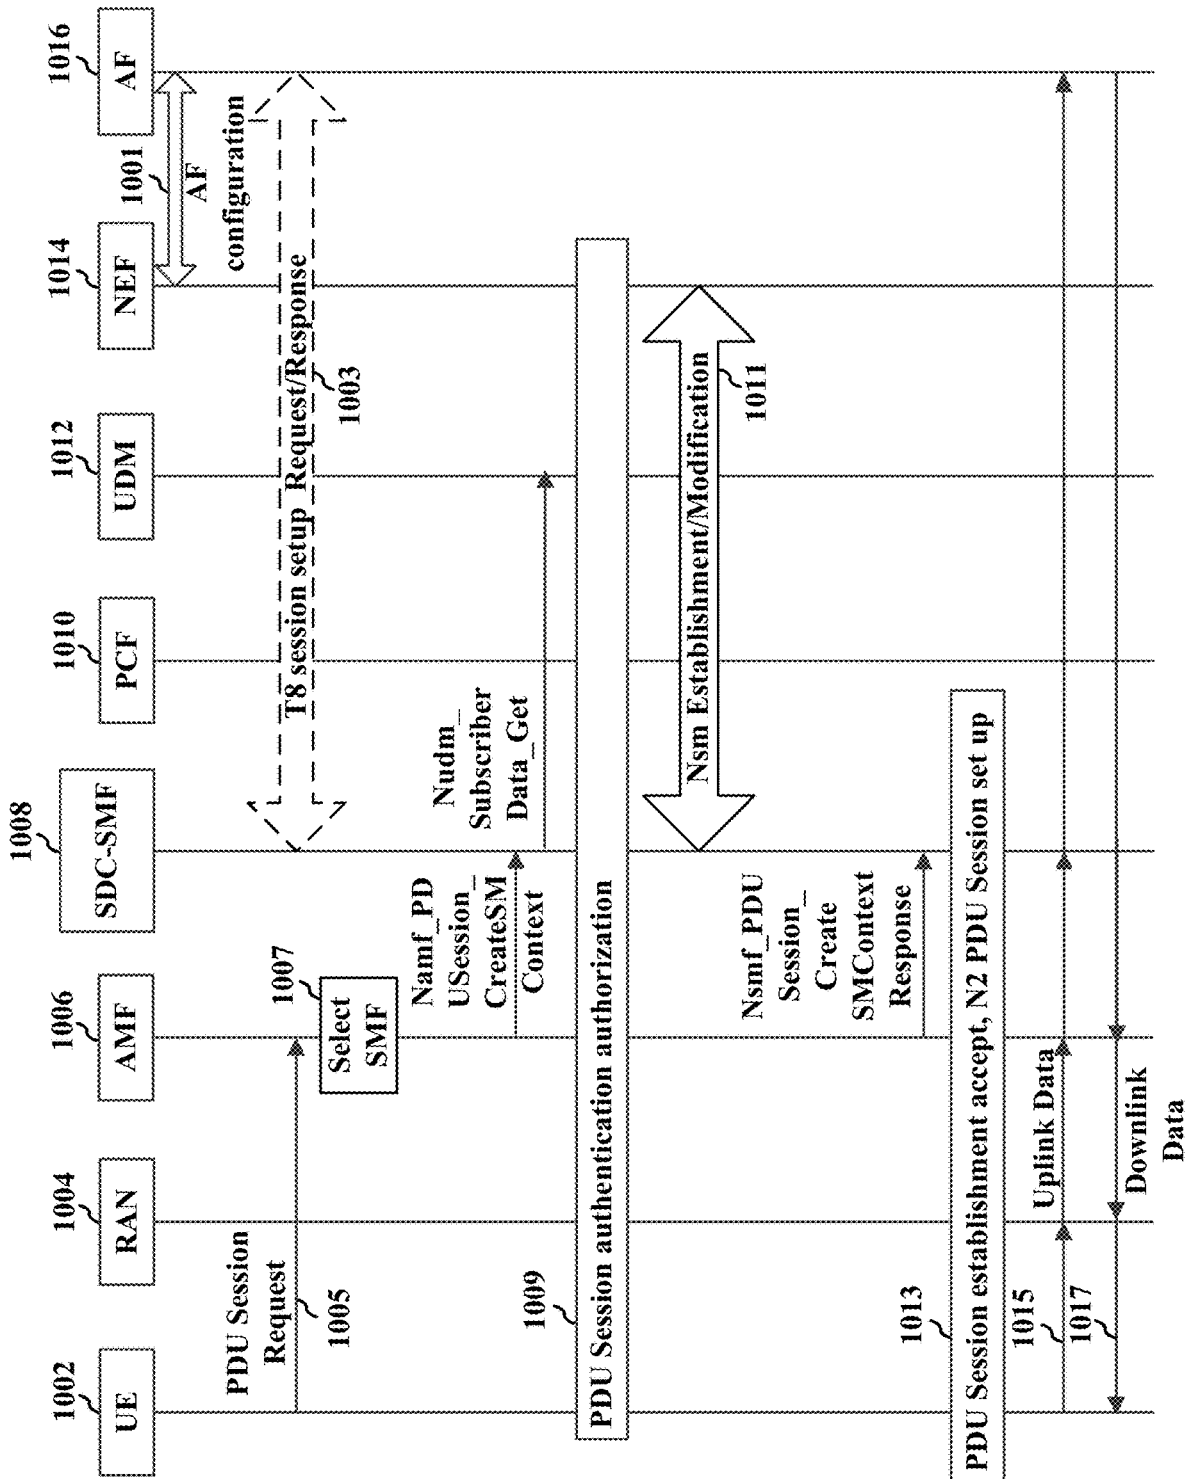 1002
UE
1004
RAN
1006
AMF
1008
SDC-SMF
1010
PCF
1012
UDM
1014
NEF
1016
AF
1001
AF
configuration
T8 session setup Request/Response
1003
PDU Session
Request
1005
1007
Select
SMF
Namf_PD
USession_
CreateSM
Context
Nudm_
Subscriber
Data_Get
1009
PDU Session authentication authorization
Nsm Establishment/Modification
1011
Nsmf_PDU
Session_
Create
SMContext
Response
1013
PDU Session establishment accept, N2 PDU Session set up
1015
Uplink Data
1017
Downlink
Data